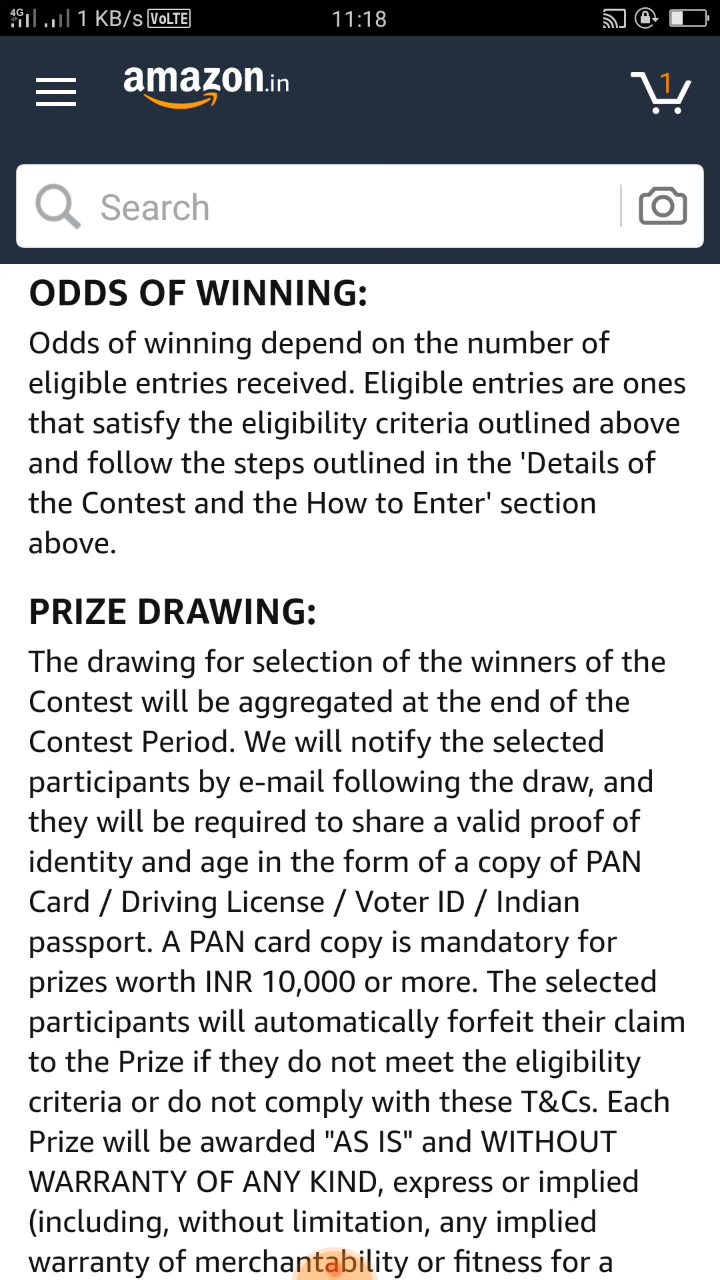 4G 1 KB/s VoLTE 11:18
amazon.in 1
Search
ODDS OF WINNING:
Odds of winning depend on the number of
eligible entries received. Eligible entries are ones
that satisfy the eligibility criteria outlined above
and follow the steps outlined in the 'Details of
the Contest and the How to Enter' section
above.
PRIZE DRAWING:
The drawing for selection of the winners of the
Contest will be aggregated at the end of the
Contest Period. We will notify the selected
participants by e-mail following the draw, and
they will be required to share a valid proof of
identity and age in the form of a copy of PAN
Card / Driving License / Voter ID / Indian
passport. A PAN card copy is mandatory for
prizes worth INR 10,000 or more. The selected
participants will automatically forfeit their claim
to the Prize if they do not meet the eligibility
criteria or do not comply with these T&Cs. Each
Prize will be awarded "AS IS" and WITHOUT
WARRANTY OF ANY KIND, express or implied
(including, without limitation, any implied
warranty of merchantability or fitness for a